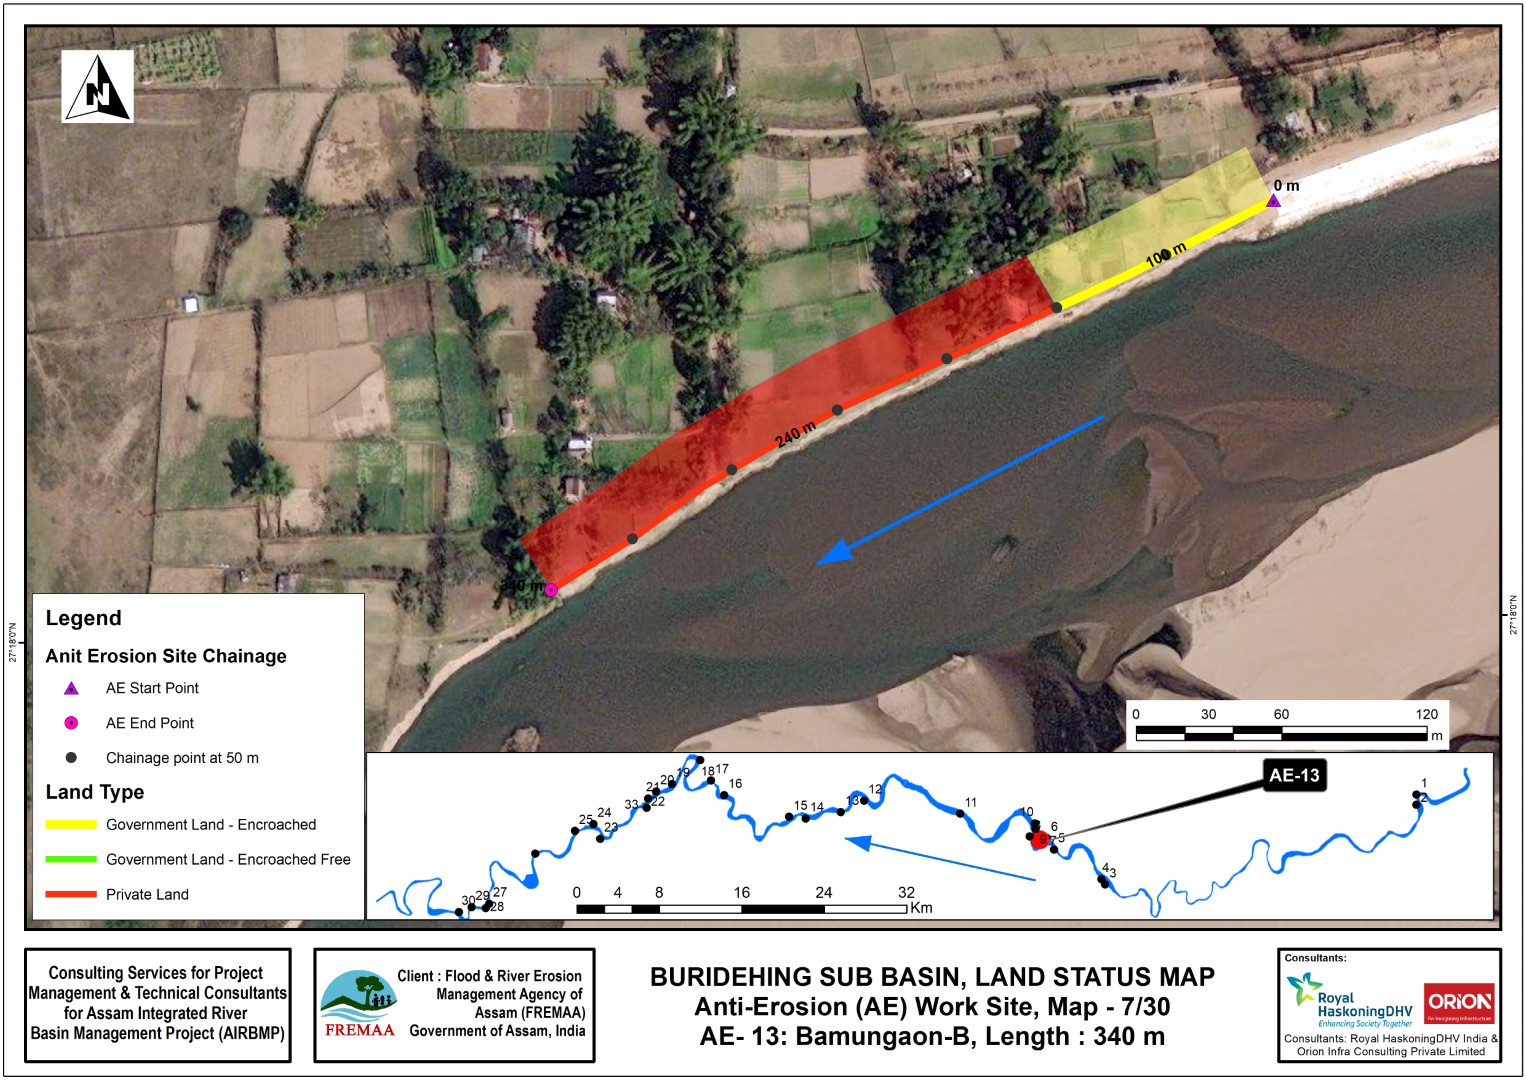 N
0 m
100 m
240 m
340 m
27°18'0"N
27°18'0"N
Legend
Anit Erosion Site Chainage
AE Start Point
AE End Point
Chainage point at 50 m
Land Type
Government Land - Encroached
Government Land - Encroached Free
Private Land
0 30 60 120
m
AE-13
1
2
3
4
5
6
7
9
10
11
12
13
14
15
16
17
18
19
20
21
22
33
23
24
25
27
28
29
30
0 4 8 16 24 32
Km
Consulting Services for Project
Management & Technical Consultants
for Assam Integrated River
Basin Management Project (AIRBMP)
FREMAA
Client : Flood & River Erosion
Management Agency of
Assam (FREMAA)
Government of Assam, India
BURIDEHING SUB BASIN, LAND STATUS MAP
Anti-Erosion (AE) Work Site, Map - 7/30
AE- 13: Bamungaon-B, Length : 340 m
Consultants:
Royal
HaskoningDHV
Enhancing Society Together
ORION
Re-imagining Infrastructure
Consultants: Royal HaskoningDHV India &
Orion Infra Consulting Private Limited